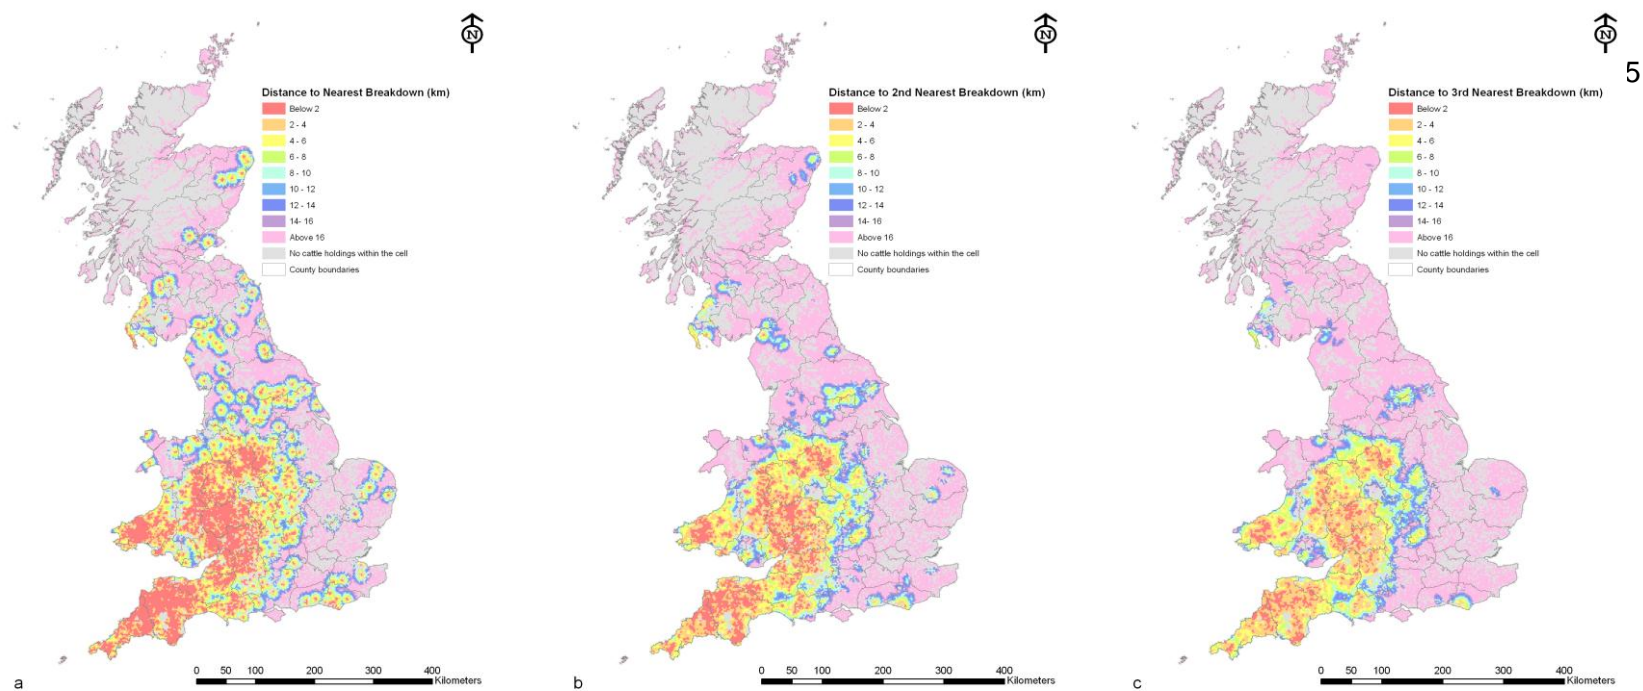 N
Distance to Nearest Breakdown (km)
Below 2
2 - 4
4 - 6
6 - 8
8 - 10
10 - 12
12 - 14
14- 16
Above 16
No cattle holdings within the cell
County boundaries
0 50 100 200 300 400
Kilometers
a
N
Distance to 2nd Nearest Breakdown (km)
Below 2
2 - 4
4 - 6
6 - 8
8 - 10
10 - 12
12 - 14
14- 16
Above 16
No cattle holdings within the cell
County boundaries
0 50 100 200 300 400
Kilometers
b
N
5
Distance to 3rd Nearest Breakdown (km)
Below 2
2 - 4
4 - 6
6 - 8
8 - 10
10 - 12
12 - 14
14- 16
Above 16
No cattle holdings within the cell
County boundaries
0 50 100 200 300 400
Kilometers
c